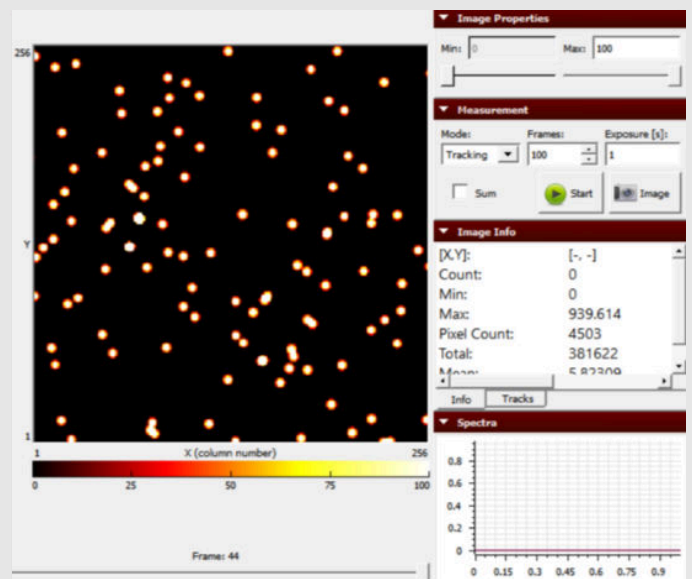 Image Properties
Min: 0 Max: 100
Measurement
Mode: Frames: Exposure [s]:
Tracking 100 1
Sum Start Image
Image Info
[X,Y]: [-, -]
Count: 0
Min: 0
Max: 939.614
Pixel Count: 4503
Total: 381622
Mean: 5.82309
Info Tracks
Spectra
0.8
0.6
0.4
0.2
0
0 0.15 0.3 0.45 0.6 0.75 0.9
256
Y
1
1 X (column number) 256
0 25 50 75 100
Frame: 44